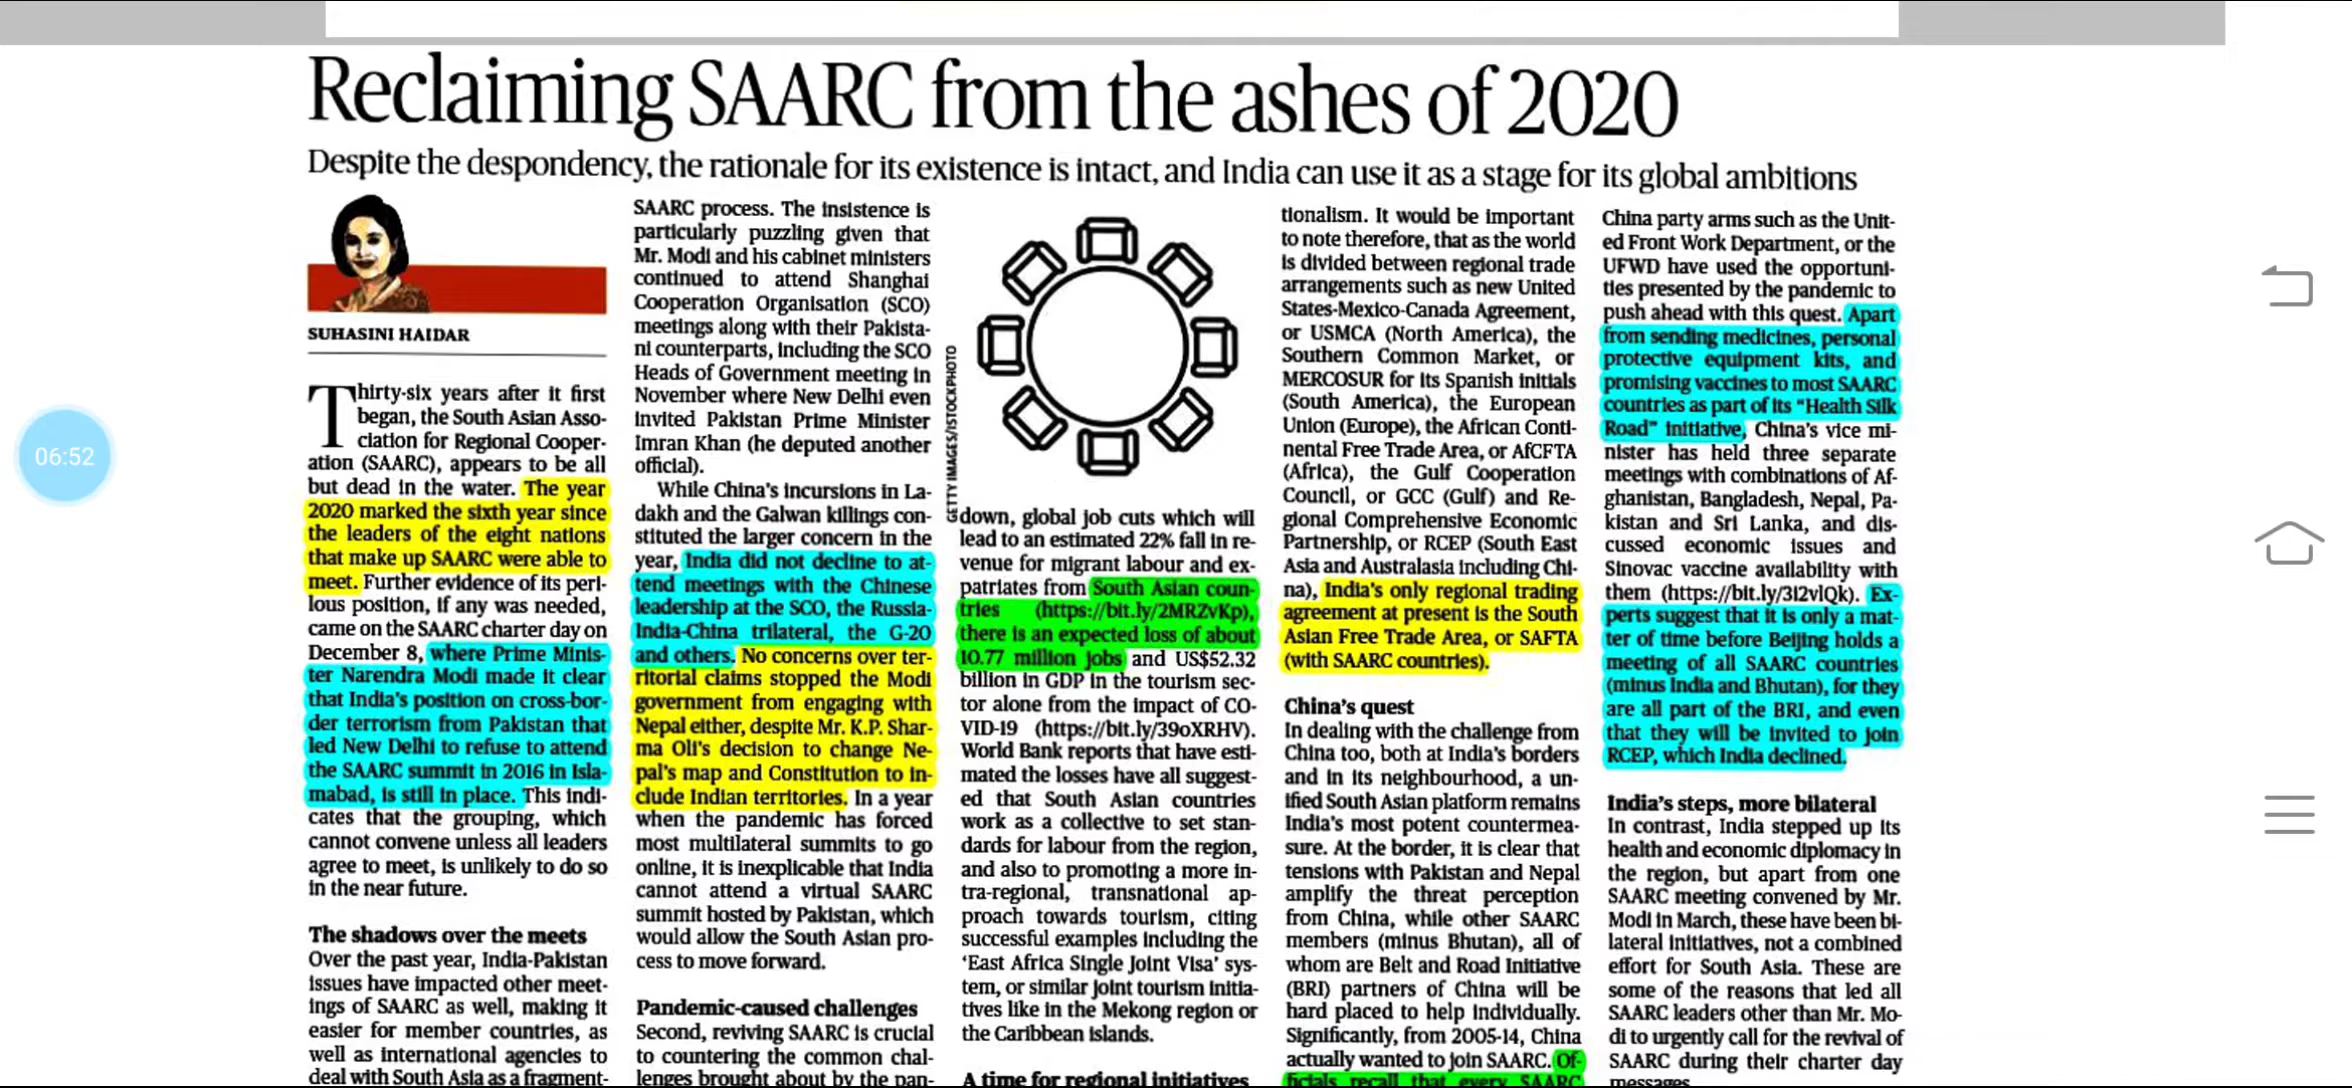 Reclaiming SAARC from the ashes of 2020
Despite the despondency, the rationale for its existence is intact, and India can use it as a stage for its global ambitions
SUHASINI HAIDAR
Thirty-six years after it first
began, the South Asian Asso-
ciation for Regional Cooper-
ation (SAARC), appears to be all
but dead in the water. The year
2020 marked the sixth year since
the leaders of the eight nations
that make up SAARC were able to
meet. Further evidence of its peri-
lous position, if any was needed,
came on the SAARC charter day on
December 8, where Prime Minis-
ter Narendra Modi made it clear
that India's position on cross-bor-
der terrorism from Pakistan that
led New Delhi to refuse to attend
the SAARC summit in 2016 in Isla-
mabad, is still in place. This indi-
cates that the grouping, which
cannot convene unless all leaders
agree to meet, is unlikely to do so
in the near future.
The shadows over the meets
Over the past year, India-Pakistan
issues have impacted other meet-
ings of SAARC as well, making it
easier for member countries, as
well as international agencies to
deal with South Asia as a fragment-
SAARC process. The insistence is
particularly puzzling given that
Mr. Modi and his cabinet ministers
continued to attend Shanghai
Cooperation Organisation (SCO)
meetings along with their Pakista-
ni counterparts, including the SCO
Heads of Government meeting in
November where New Delhi even
invited Pakistan Prime Minister
Imran Khan (he deputed another
official).
While China's incursions in La-
dakh and the Galwan killings con-
stituted the larger concern in the
year, India did not decline to at-
tend meetings with the Chinese
leadership at the SCO, the Russia-
India-China trilateral, the G-20
and others. No concerns over ter-
ritorial claims stopped the Modi
government from engaging with
Nepal either, despite Mr. K.P. Shar-
ma Oli's decision to change Ne-
pal's map and Constitution to in-
clude Indian territories. In a year
when the pandemic has forced
most multilateral summits to go
online, it is inexplicable that India
cannot attend a virtual SAARC
summit hosted by Pakistan, which
would allow the South Asian pro-
cess to move forward.
Pandemic-caused challenges
Second, reviving SAARC is crucial
to countering the common chal-
lenges brought about by the pan-
GETTY IMAGES/ISTOCKPHOTO
down, global job cuts which will
lead to an estimated 22% fall in re-
venue for migrant labour and ex-
patriates from South Asian coun-
tries (https://bit.ly/2MRZvKp),
there is an expected loss of about
10.77 million jobs and US$52.32
billion in GDP in the tourism sec-
tor alone from the impact of CO-
VID-19 (https://bit.ly/39oXRHV).
World Bank reports that have esti-
mated the losses have all suggest-
ed that South Asian countries
work as a collective to set stan-
dards for labour from the region,
and also to promoting a more in-
tra-regional, transnational ap-
proach towards tourism, citing
successful examples including the
'East Africa Single Joint Visa' sys-
tem, or similar joint tourism initia-
tives like in the Mekong region or
the Caribbean islands.
A time for regional initiatives
tionalism. It would be important
to note therefore, that as the world
is divided between regional trade
arrangements such as new United
States-Mexico-Canada Agreement,
or USMCA (North America), the
Southern Common Market, or
MERCOSUR for its Spanish initials
(South America), the European
Union (Europe), the African Conti-
nental Free Trade Area, or AfCFTA
(Africa), the Gulf Cooperation
Council, or GCC (Gulf) and Re-
gional Comprehensive Economic
Partnership, or RCEP (South East
Asia and Australasia including Chi-
na), India's only regional trading
agreement at present is the South
Asian Free Trade Area, or SAFTA
(with SAARC countries).
China's quest
In dealing with the challenge from
China too, both at India's borders
and in its neighbourhood, a un-
ified South Asian platform remains
India's most potent countermea-
sure. At the border, it is clear that
tensions with Pakistan and Nepal
amplify the threat perception
from China, while other SAARC
members (minus Bhutan), all of
whom are Belt and Road Initiative
(BRI) partners of China will be
hard placed to help individually.
Significantly, from 2005-14, China
actually wanted to join SAARC. Of-
ficials recall that every SAARC
China party arms such as the Unit-
ed Front Work Department, or the
UFWD have used the opportuni-
ties presented by the pandemic to
push ahead with this quest. Apart
from sending medicines, personal
protective equipment kits, and
promising vaccines to most SAARC
countries as part of its "Health Silk
Road" initiative, China's vice mi-
nister has held three separate
meetings with combinations of Af-
ghanistan, Bangladesh, Nepal, Pa-
kistan and Sri Lanka, and dis-
cussed economic issues and
Sinovac vaccine availability with
them (https://bit.ly/3i2vlQk). Ex-
perts suggest that it is only a mat-
ter of time before Beijing holds a
meeting of all SAARC countries
(minus India and Bhutan), for they
are all part of the BRI, and even
that they will be invited to join
RCEP, which India declined.
India's steps, more bilateral
In contrast, India stepped up its
health and economic diplomacy in
the region, but apart from one
SAARC meeting convened by Mr.
Modi in March, these have been bi-
lateral initiatives, not a combined
effort for South Asia. These are
some of the reasons that led all
SAARC leaders other than Mr. Mo-
di to urgently call for the revival of
SAARC during their charter day
messages
06:52